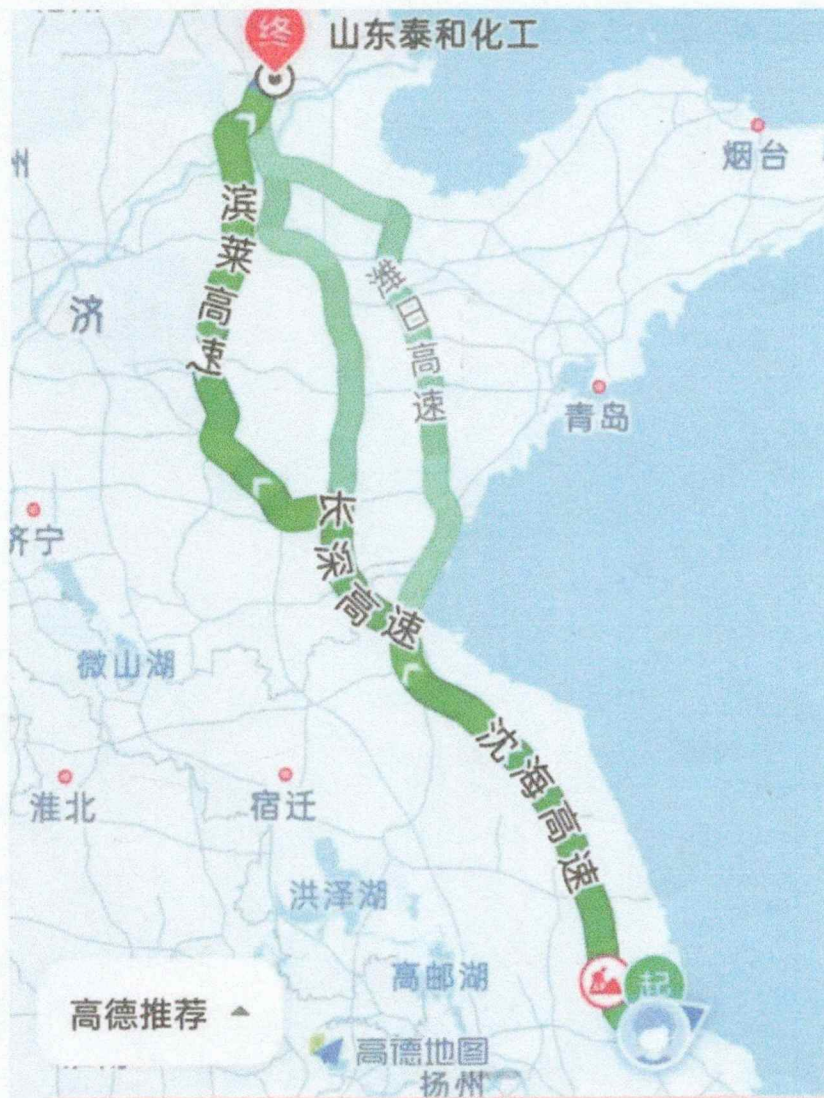 终
山东泰和化工
烟台
州
滨莱高速
潍日高速
济
青岛
济宁
长深高速
微山湖
沈海高速
淮北
宿迁
洪泽湖
高邮湖
起
高德推荐
高德地图
扬州